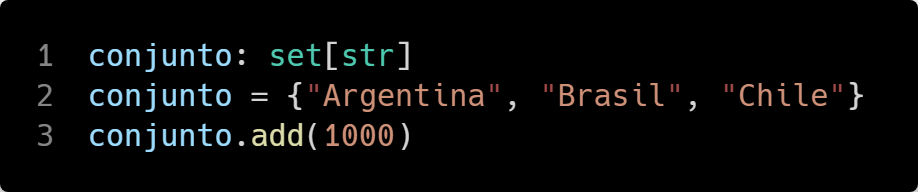 1 conjunto: set[str]
2 conjunto = {"Argentina", "Brasil", "Chile"}
3 conjunto.add(1000)